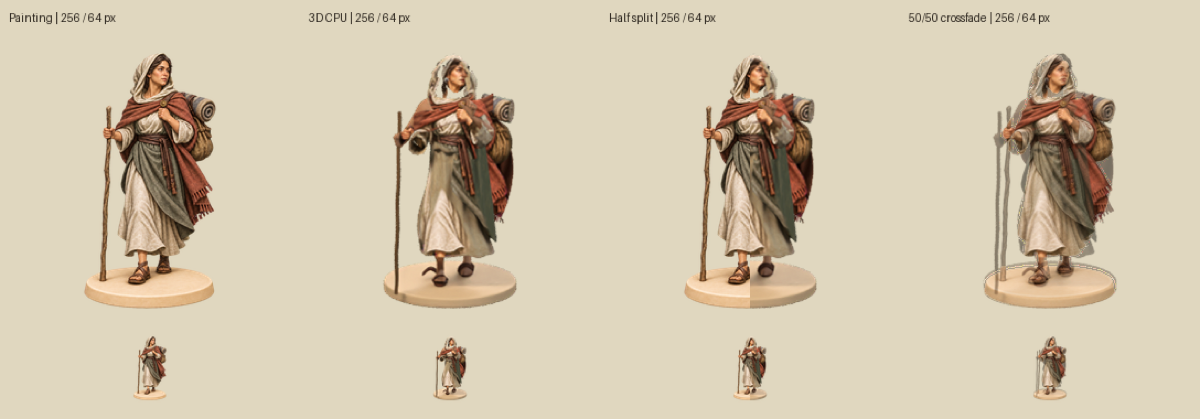 Painting | 256 / 64 px
3D CPU | 256 / 64 px
Half split | 256 / 64 px
50/50 crossfade | 256 / 64 px